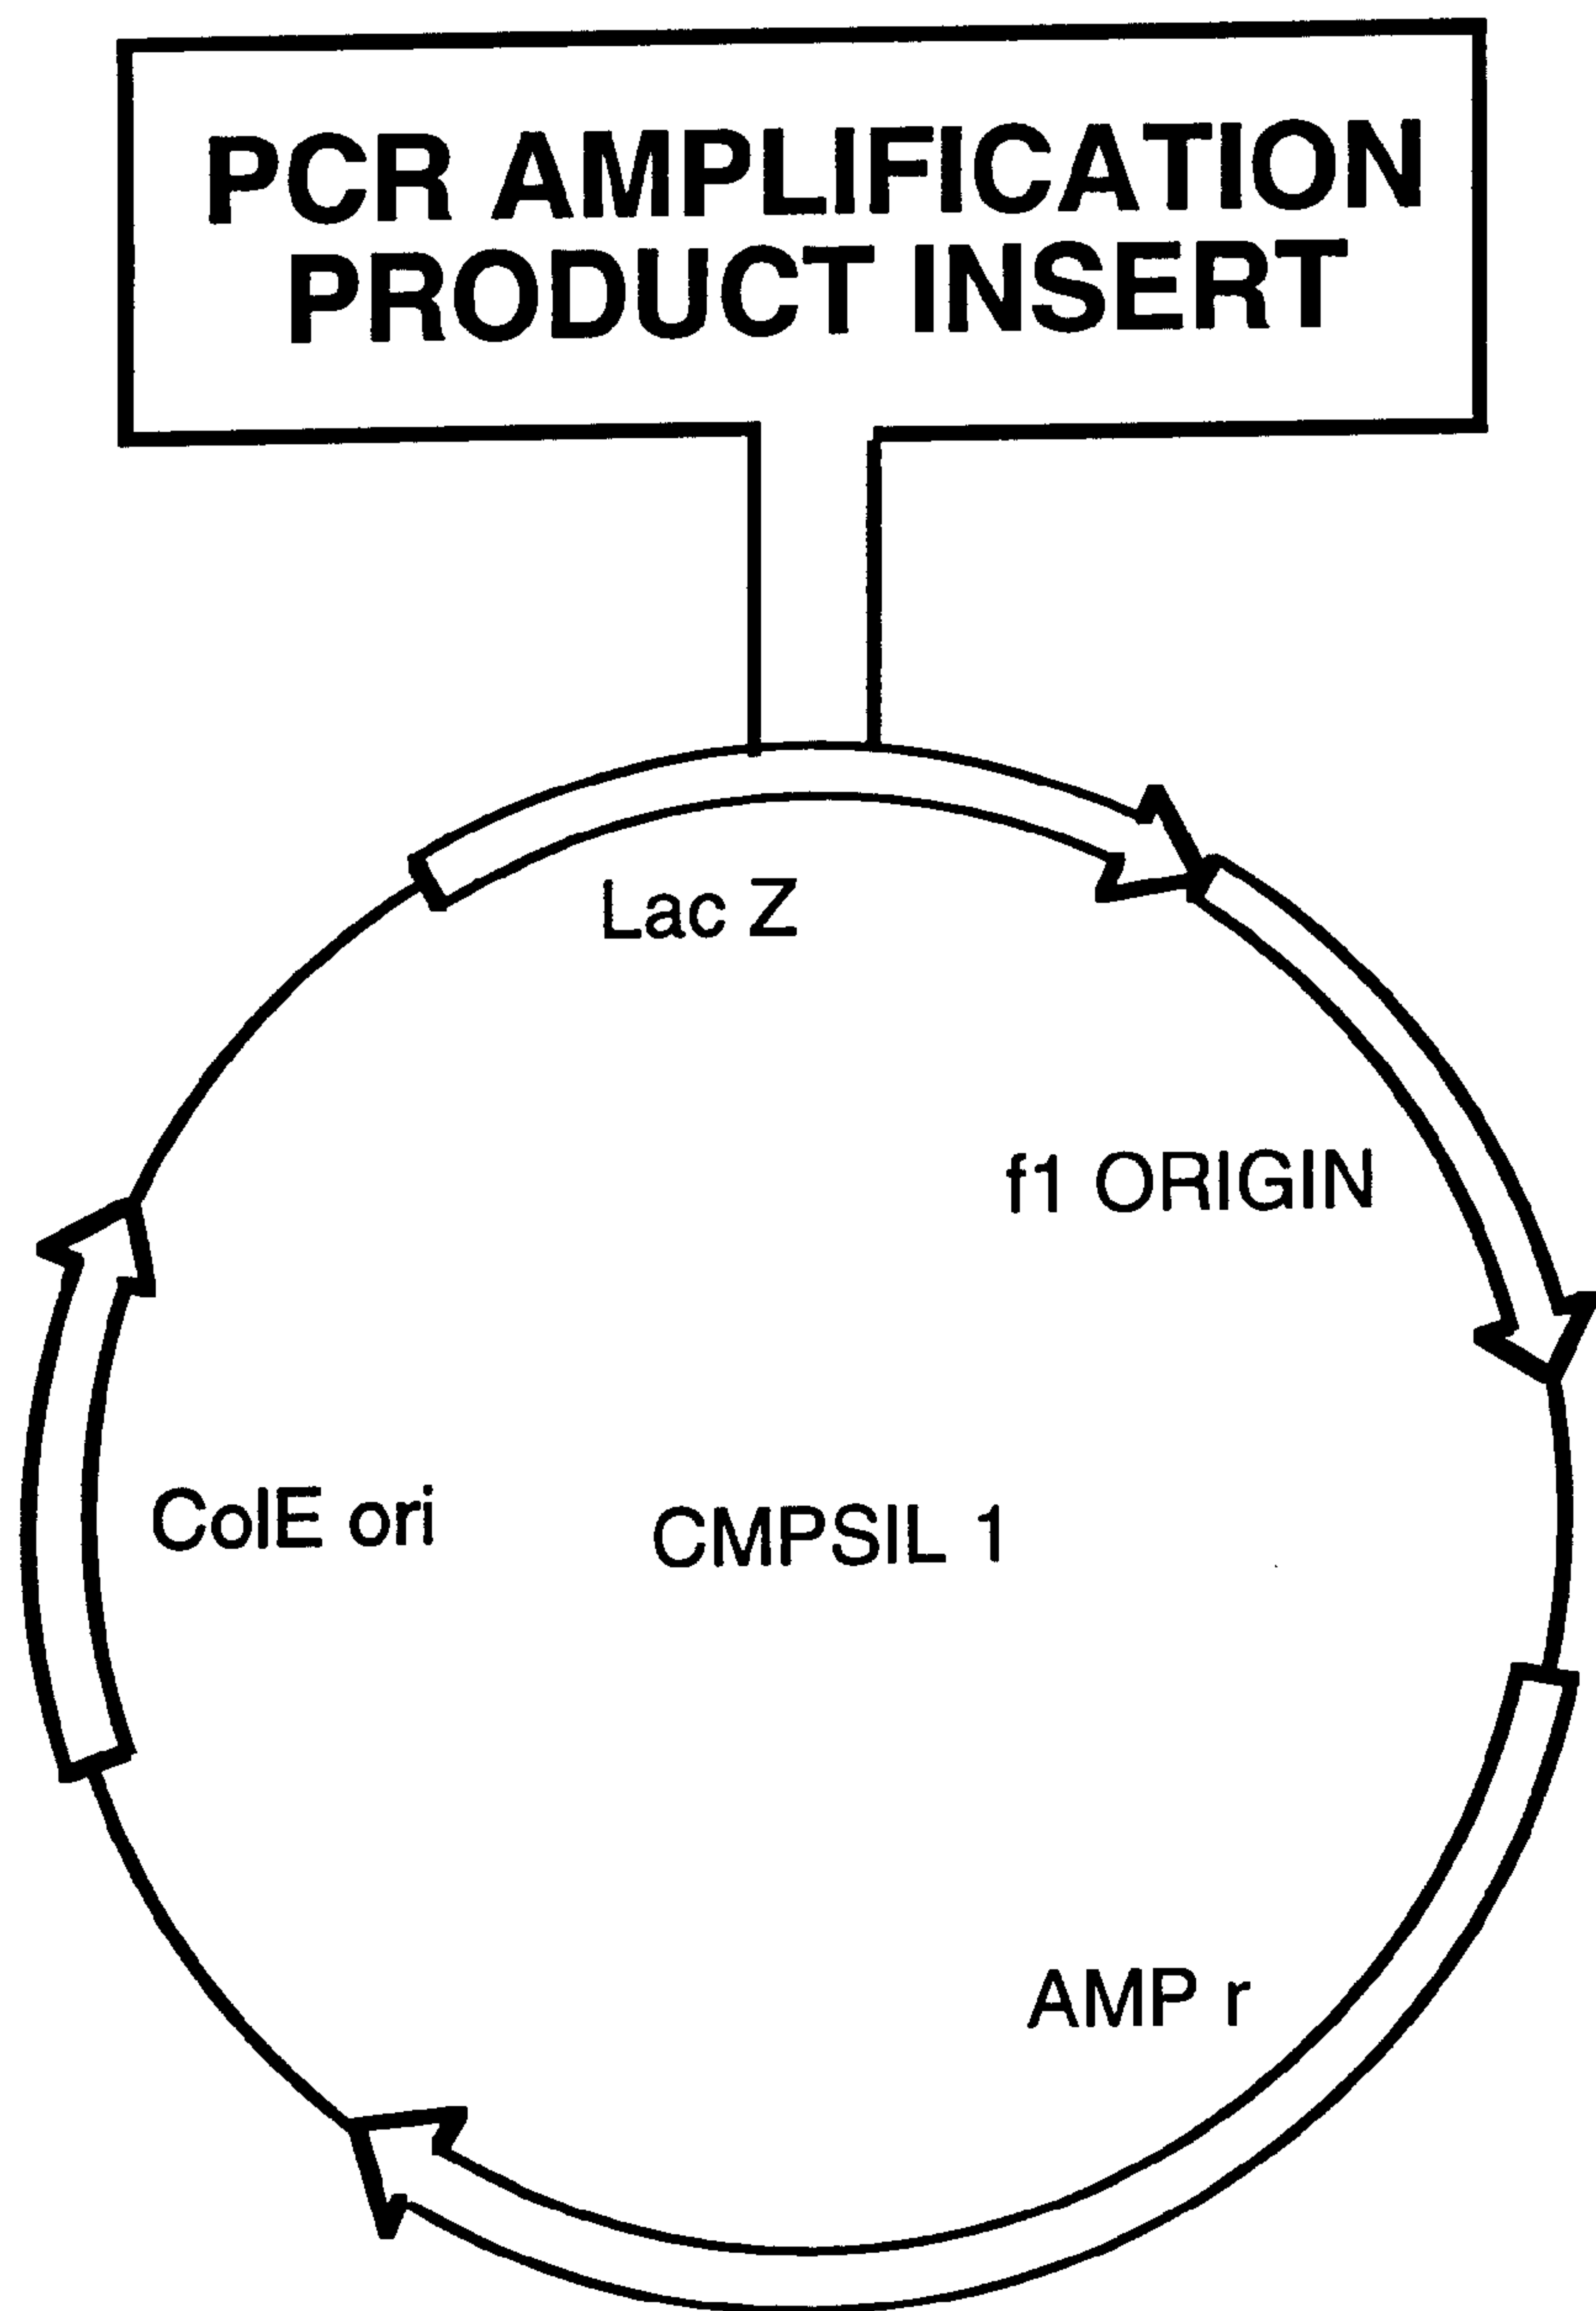 PCR AMPLIFICATION
PRODUCT INSERT
Lac Z
f1 ORIGIN
ColE ori
CMPSIL 1
AMP r